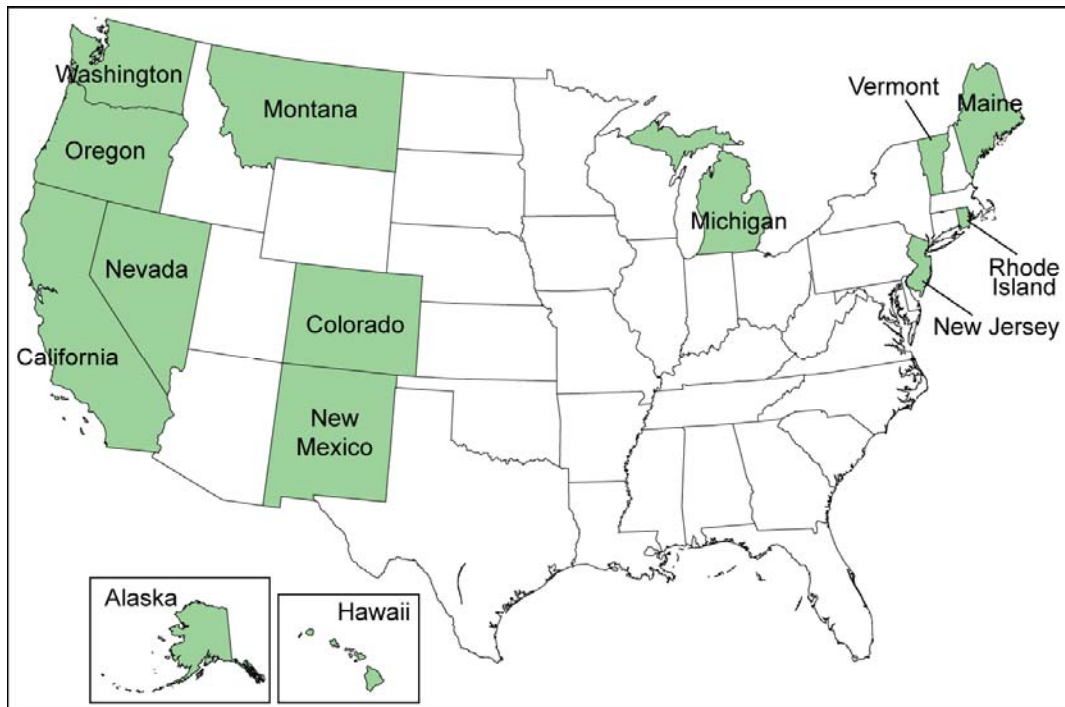 Washington
Montana
Vermont
Maine
Oregon
Michigan
Nevada
Rhode
Island
Colorado
New Jersey
California
New
Mexico
Alaska
Hawaii